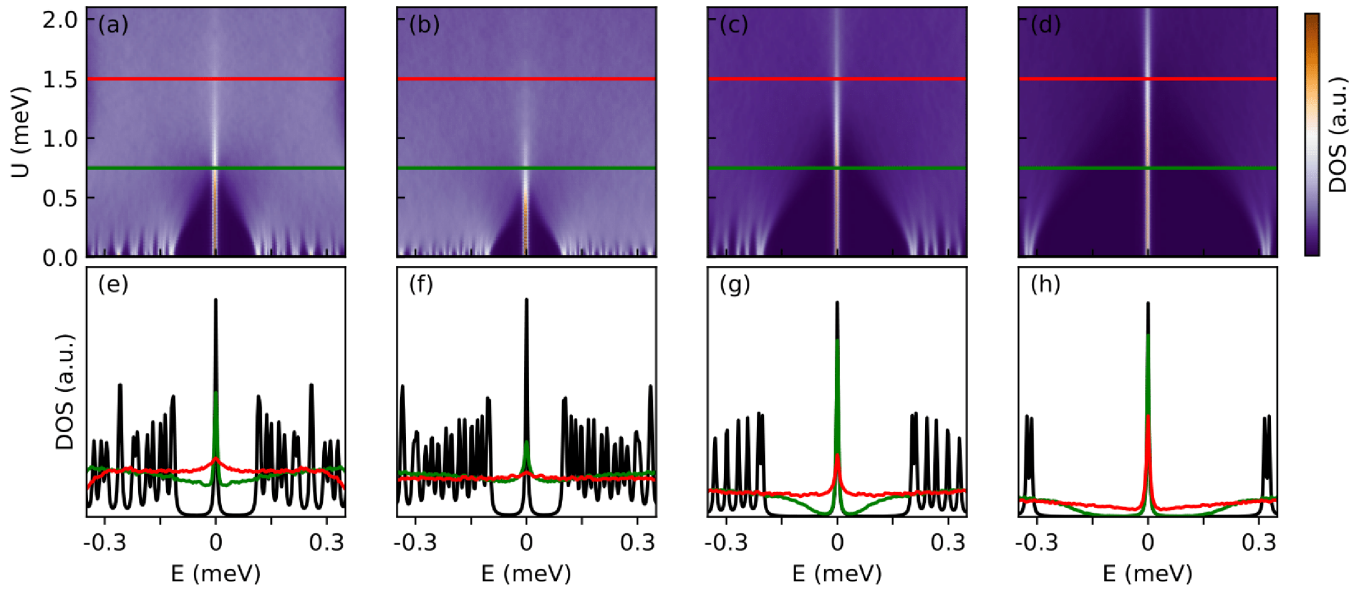 (a) (b) (c) (d)
2.0
1.5
1.0
0.5
0.0
U (meV)
DOS (a.u.)
(e) (f) (g) (h)
DOS (a.u.)
-0.3 0 0.3 -0.3 0 0.3 -0.3 0 0.3 -0.3 0 0.3
E (meV) E (meV) E (meV) E (meV)